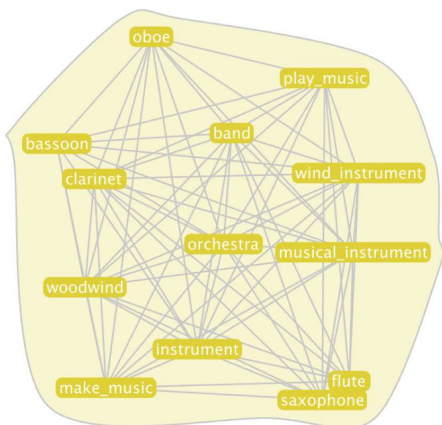 oboe
play_music
bassoon
band
clarinet
wind_instrument
orchestra
musical_instrument
woodwind
instrument
make_music
flute
saxophone